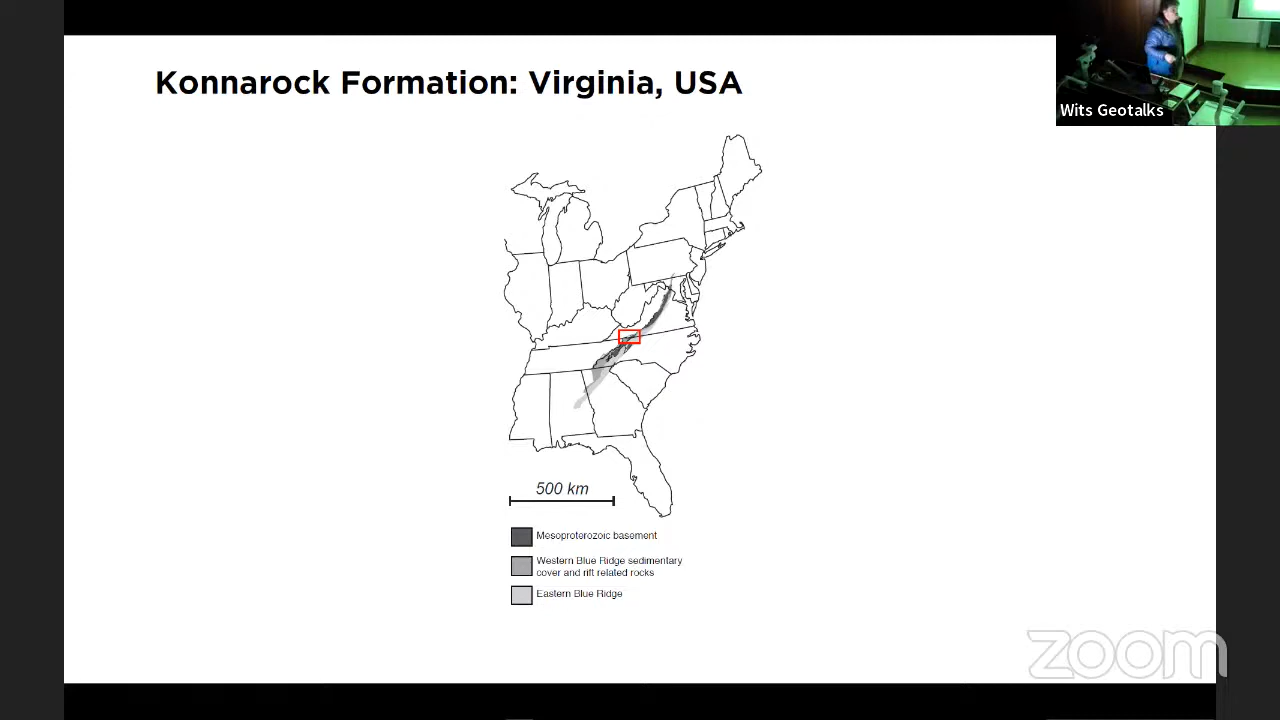 Konnarock Formation: Virginia, USA
Wits Geotalks
500 km
Mesoproterozoic basement
Western Blue Ridge sedimentary
cover and rift related rocks
Eastern Blue Ridge
zoom